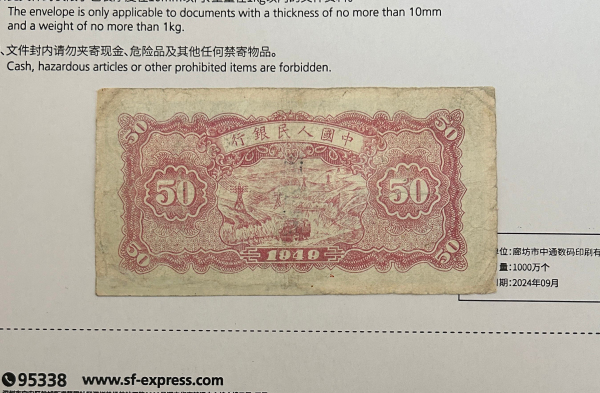 The envelope is only applicable to documents with a thickness of no more than 10mm
and a weight of no more than 1kg.
、文件封内请勿夹寄现金、危险品及其他任何禁寄物品。
Cash, hazardous articles or other prohibited items are forbidden.
50 50
行銀民人國中
50 50
1949
50 50
位:廊坊市中通数码印刷有
量:1000万个
期:2024年09月
95338 www.sf-express.com